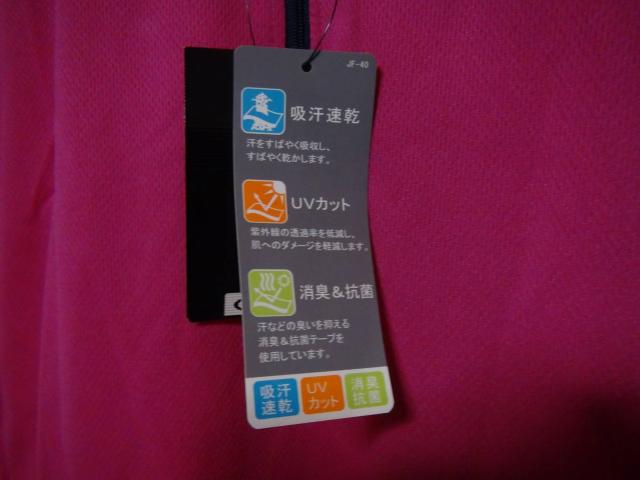 JF-40
吸汗速乾
汗をすばやく吸収し、
すばやく乾かします。
UVカット
紫外線の透過率を低減し、
肌へのダメージを軽減します。
消臭&抗菌
汗などの臭いを抑える
消臭&抗菌テープを
使用しています。
吸汗
速乾
UV
カット
消臭
抗菌